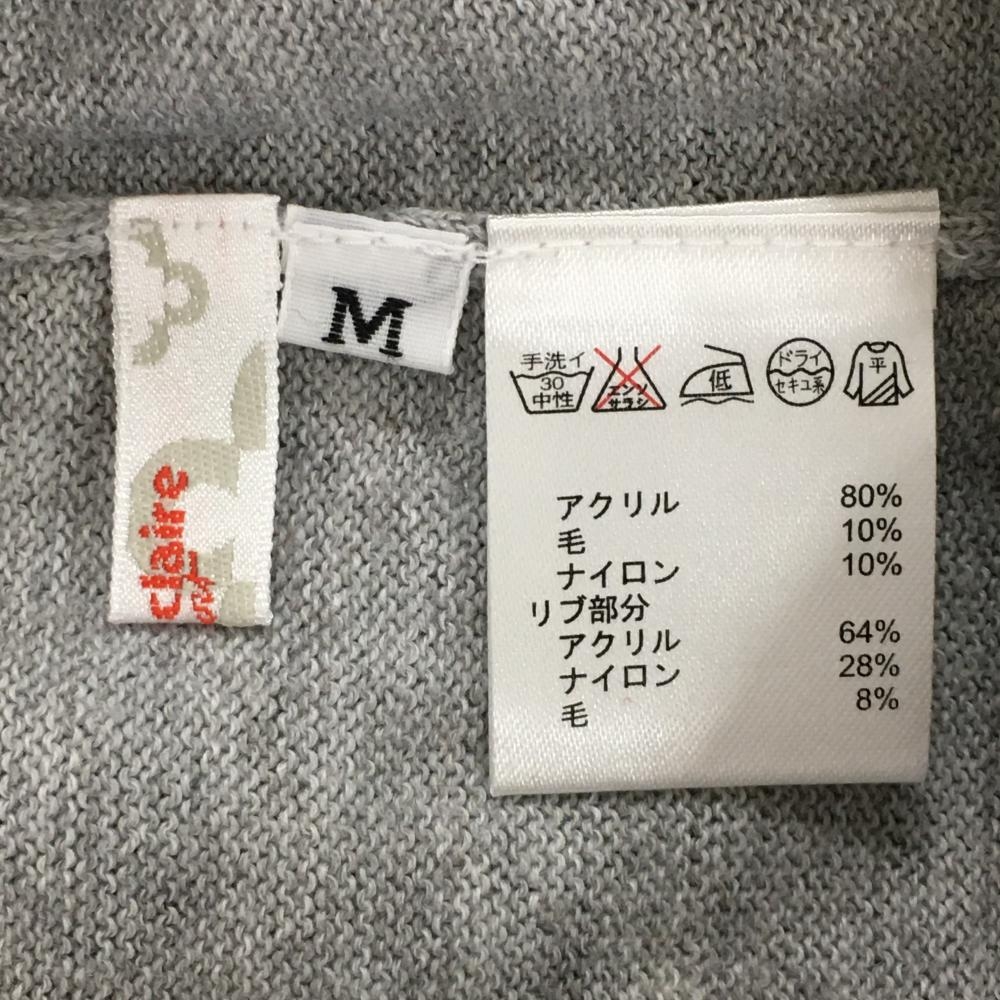 claire
M
手洗イ
30
中性
エンソ
サラシ
低
ドライ
セキユ系
平
アクリル 80%
毛 10%
ナイロン 10%
リブ部分
アクリル 64%
ナイロン 28%
毛 8%